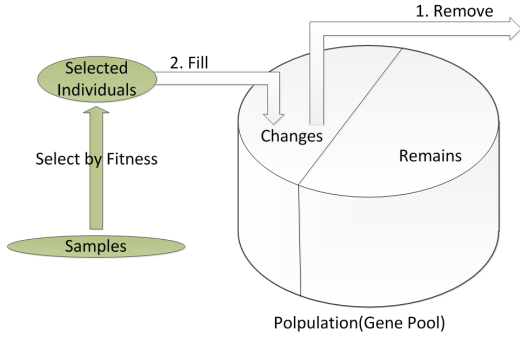 1. Remove
2. Fill
Selected
Individuals
Changes
Select by Fitness
Remains
Samples
Polpulation(Gene Pool)